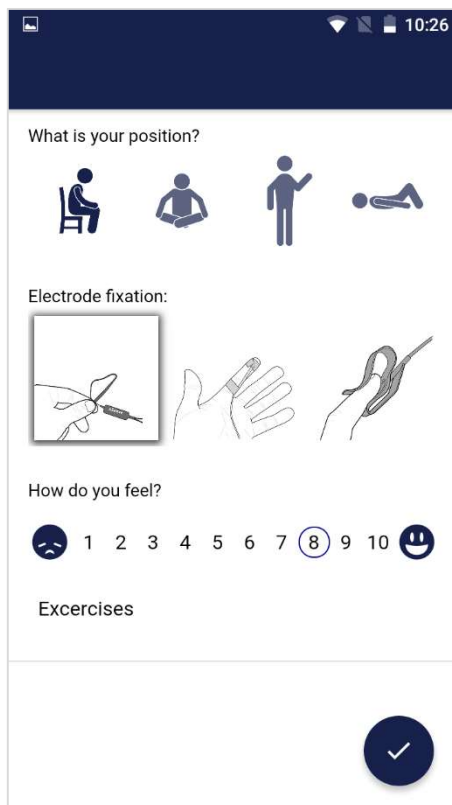 10:26
What is your position?
Electrode fixation:
How do you feel?
1 2 3 4 5 6 7 8 9 10
Excercises